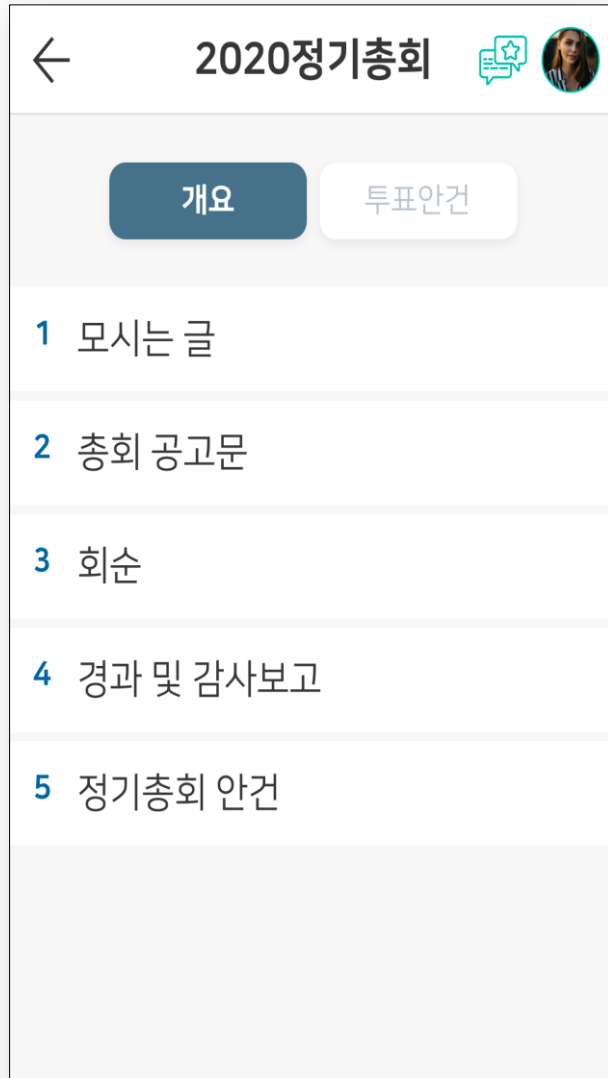 2020정기총회
개요
투표안건
1 모시는 글
2 총회 공고문
3 회순
4 경과 및 감사보고
5 정기총회 안건